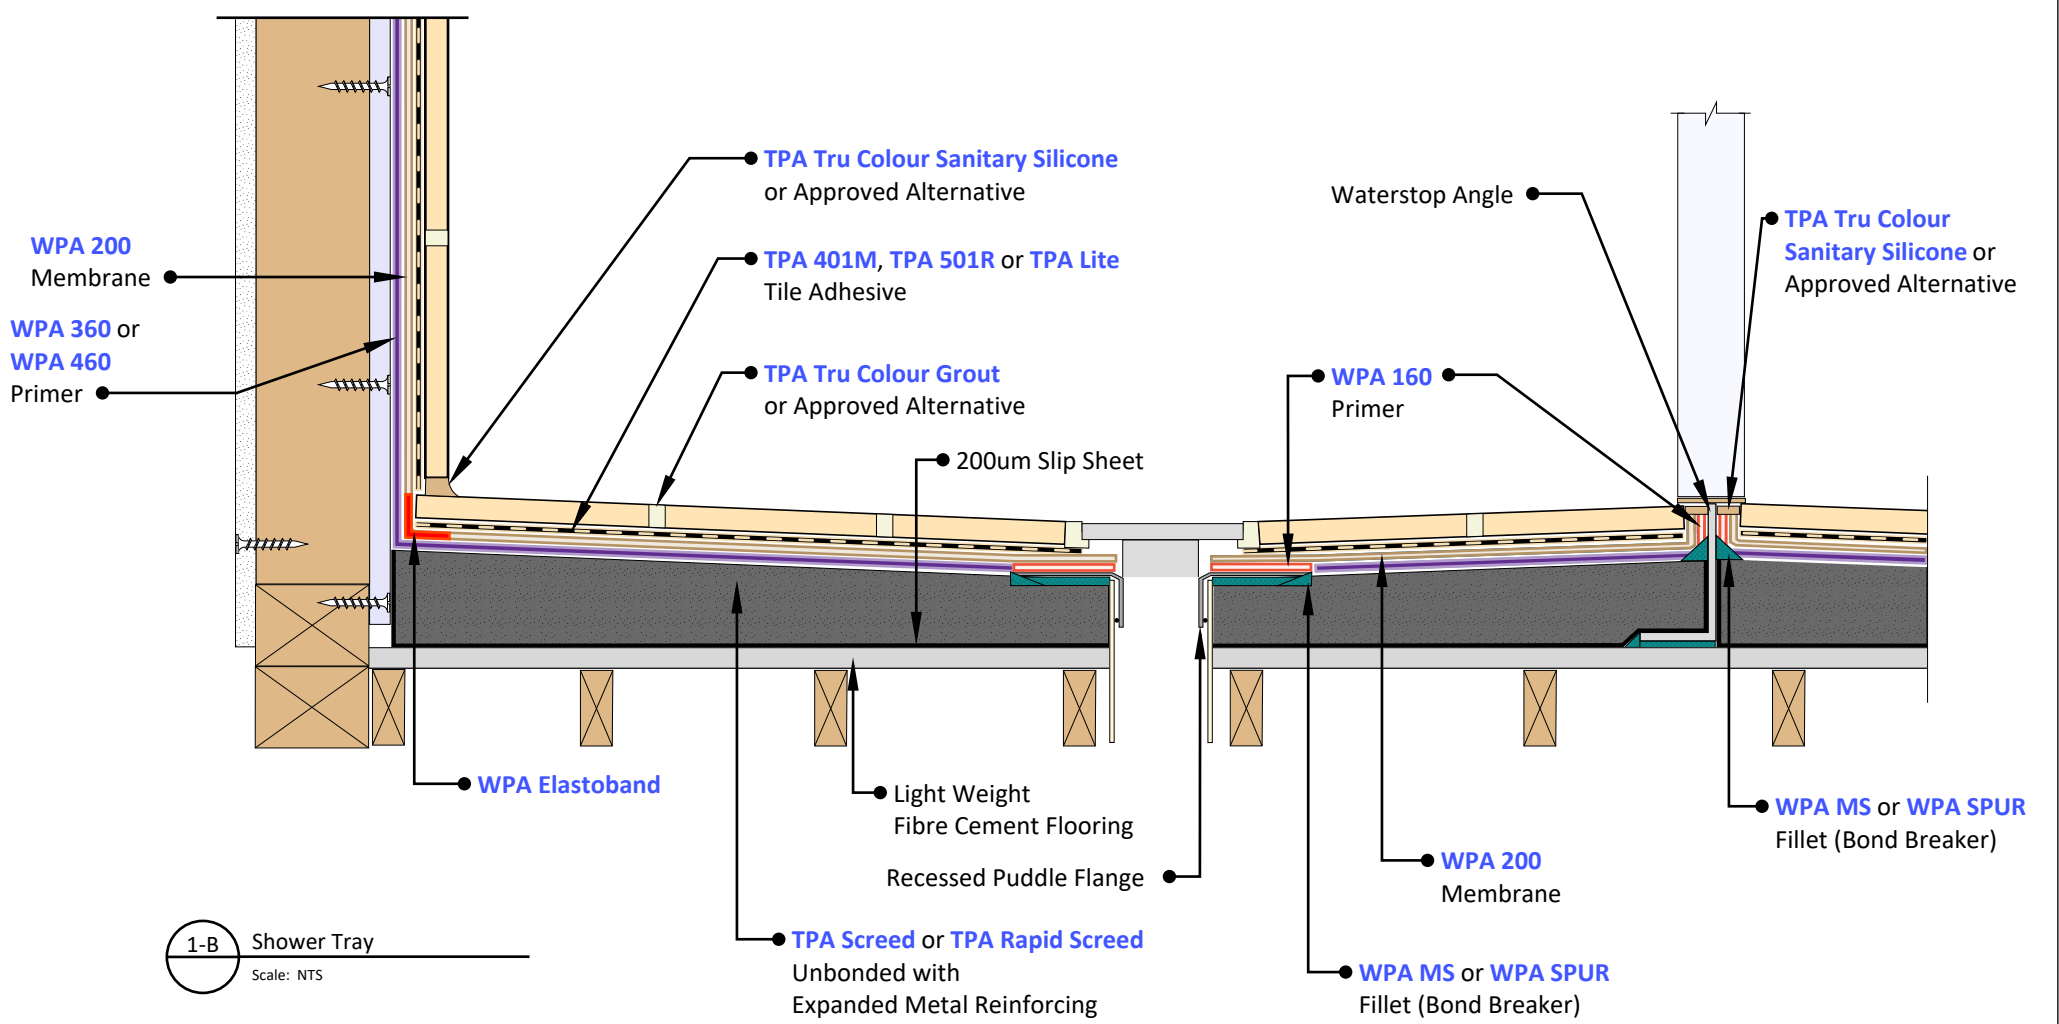 TPA Tru Colour Sanitary Silicone
or Approved Alternative
Waterstop Angle
TPA Tru Colour
Sanitary Silicone or
Approved Alternative
WPA 200
Membrane
TPA 401M, TPA 501R or TPA Lite
Tile Adhesive
WPA 360 or
WPA 460
Primer
TPA Tru Colour Grout
or Approved Alternative
WPA 160
Primer
200um Slip Sheet
WPA Elastoband
Light Weight
Fibre Cement Flooring
WPA MS or WPA SPUR
Fillet (Bond Breaker)
Recessed Puddle Flange
WPA 200
Membrane
1-B
Shower Tray
Scale: NTS
TPA Screed or TPA Rapid Screed
Unbonded with
Expanded Metal Reinforcing
WPA MS or WPA SPUR
Fillet (Bond Breaker)